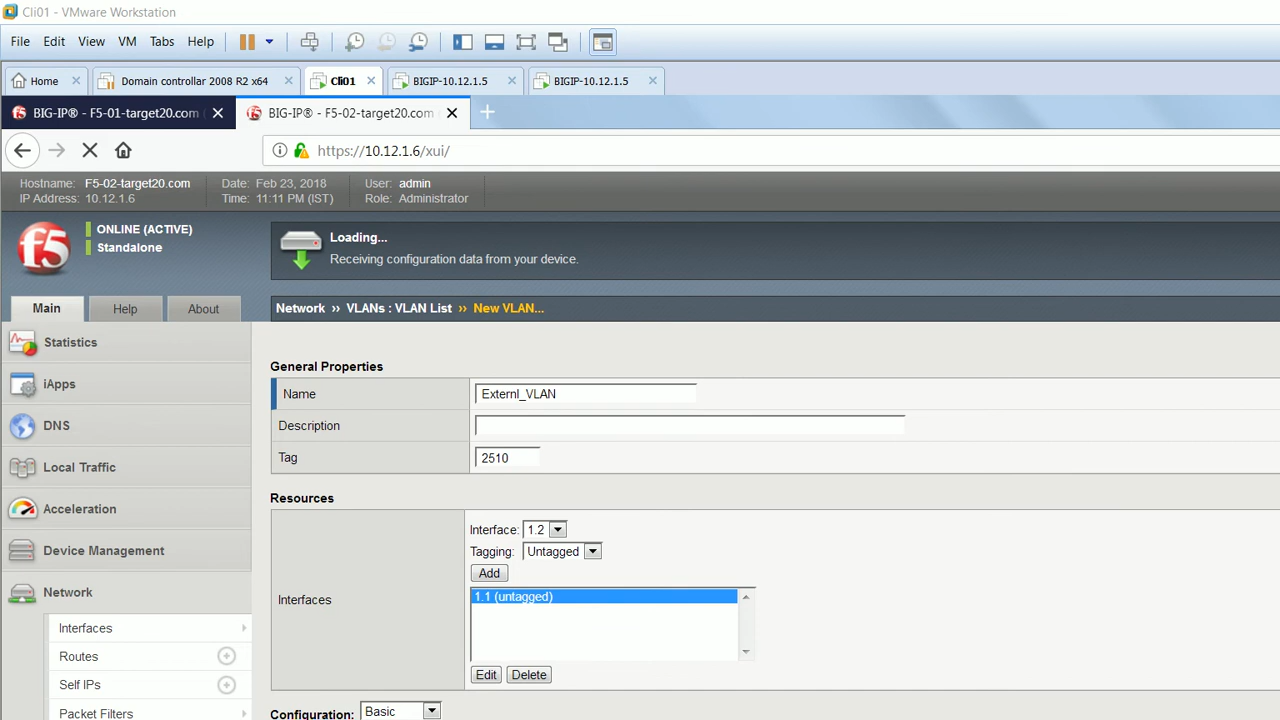 Cli01 - VMware Workstation
File Edit View VM Tabs Help
Home Domain controllar 2008 R2 x64 Cli01 BIGIP-10.12.1.5 BIGIP-10.12.1.5
BIG-IP® - F5-01-target20.com ( BIG-IP® - F5-02-target20.com
https://10.12.1.6/xui/
Hostname: F5-02-target20.com Date: Feb 23, 2018 User: admin
IP Address: 10.12.1.6 Time: 11:11 PM (IST) Role: Administrator
f5
ONLINE (ACTIVE)
Standalone
Loading...
Receiving configuration data from your device.
Main Help About
Network ›› VLANs : VLAN List ›› New VLAN...
Statistics
iApps
DNS
Local Traffic
Acceleration
Device Management
Network
Interfaces
Routes
Self IPs
Packet Filters
General Properties
Name Externl_VLAN
Description
Tag 2510
Resources
Interfaces
Interface: 1.2
Tagging: Untagged
Add
1.1 (untagged)
Edit Delete
Configuration: Basic